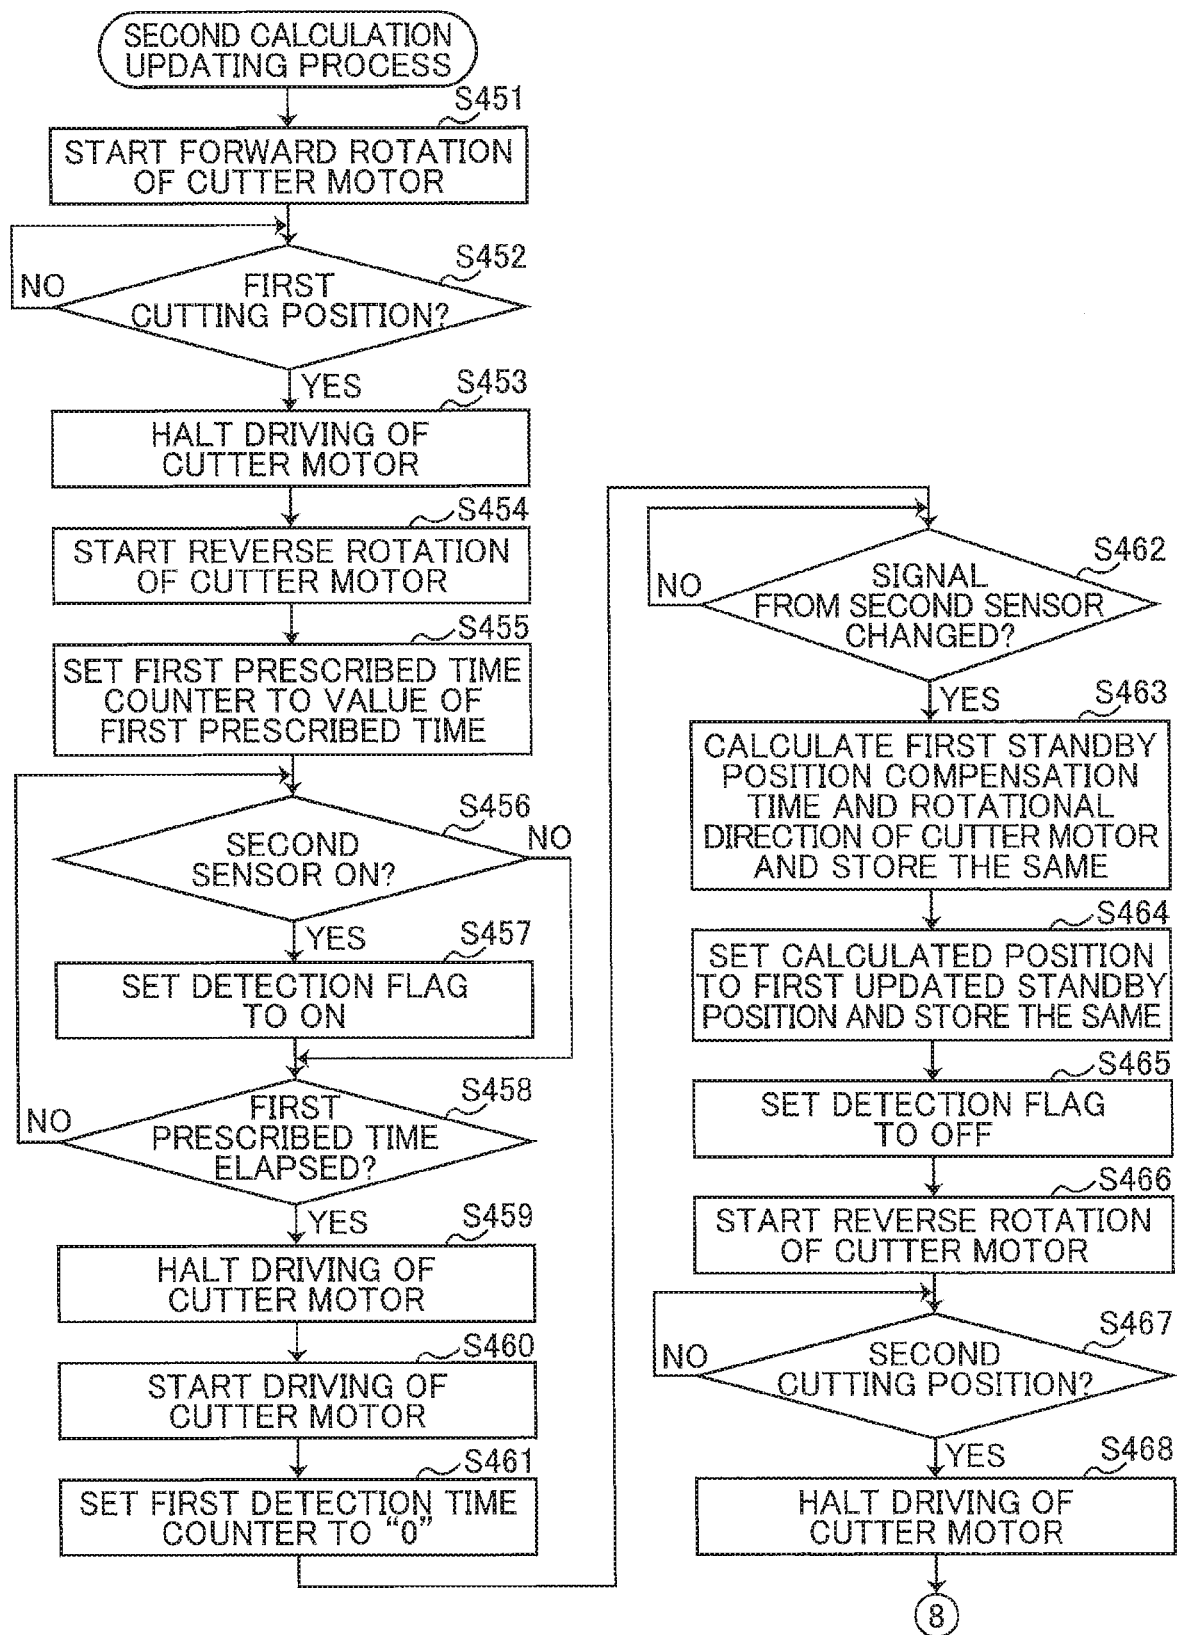 SECOND CALCULATION
UPDATING PROCESS
S451
START FORWARD ROTATION
OF CUTTER MOTOR
S452
NO
FIRST
CUTTING POSITION?
YES
S453
HALT DRIVING OF
CUTTER MOTOR
S454
START REVERSE ROTATION
OF CUTTER MOTOR
S455
SET FIRST PRESCRIBED TIME
COUNTER TO VALUE OF
FIRST PRESCRIBED TIME
S456
NO
SECOND
SENSOR ON?
YES
S457
SET DETECTION FLAG
TO ON
S458
NO
FIRST
PRESCRIBED TIME
ELAPSED?
YES
S459
HALT DRIVING OF
CUTTER MOTOR
S460
START DRIVING OF
CUTTER MOTOR
S461
SET FIRST DETECTION TIME
COUNTER TO “0”
S462
NO
SIGNAL
FROM SECOND SENSOR
CHANGED?
YES
S463
CALCULATE FIRST STANDBY
POSITION COMPENSATION
TIME AND ROTATIONAL
DIRECTION OF CUTTER MOTOR
AND STORE THE SAME
S464
SET CALCULATED POSITION
TO FIRST UPDATED STANDBY
POSITION AND STORE THE SAME
S465
SET DETECTION FLAG
TO OFF
S466
START REVERSE ROTATION
OF CUTTER MOTOR
S467
NO
SECOND
CUTTING POSITION?
YES
S468
HALT DRIVING OF
CUTTER MOTOR
8